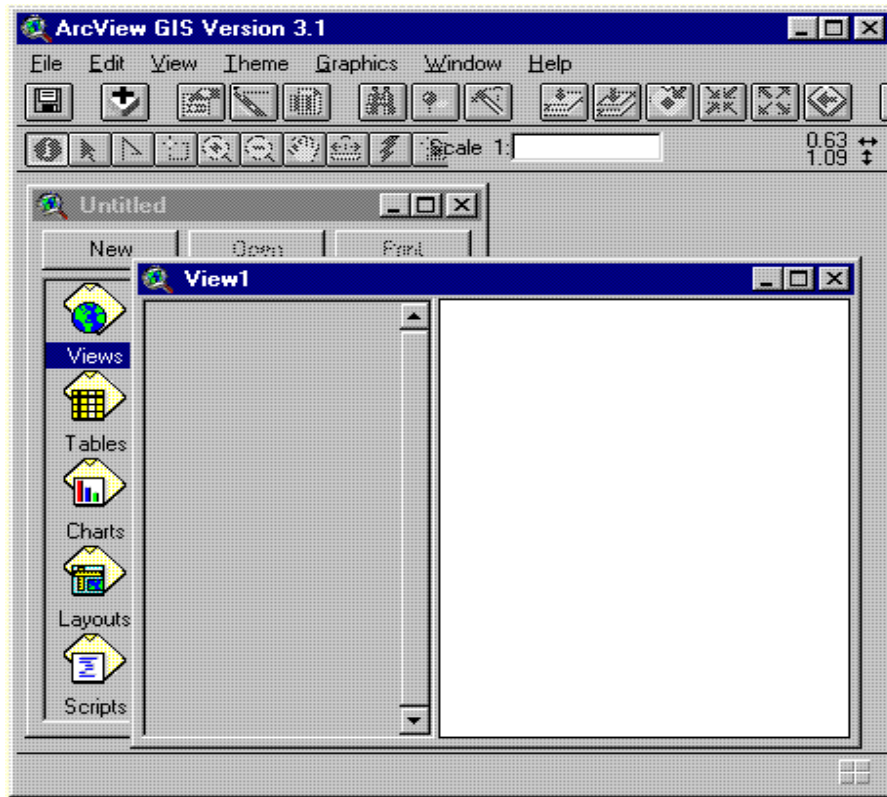 ArcView GIS Version 3.1
File Edit View Theme Graphics Window Help
Scale 1:
0.63
1.09
Untitled
New Open Print
View1
Views
Tables
Charts
Layouts
Scripts